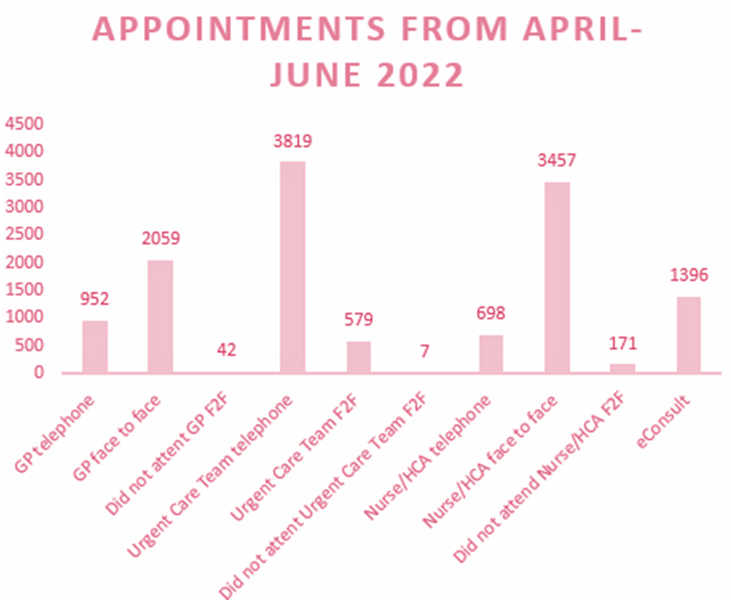 APPOINTMENTS FROM APRIL-
JUNE 2022
4500
4000
3500
3000
2500
2000
1500
1000
500
0
952
2059
42
3819
579
7
698
3457
171
1396
GP telephone
GP face to face
Did not attent GP F2F
Urgent Care Team telephone
Urgent Care Team F2F
Did not attent Urgent Care Team F2F
Nurse/HCA telephone
Nurse/HCA face to face
Did not attend Nurse/HCA F2F
eConsult